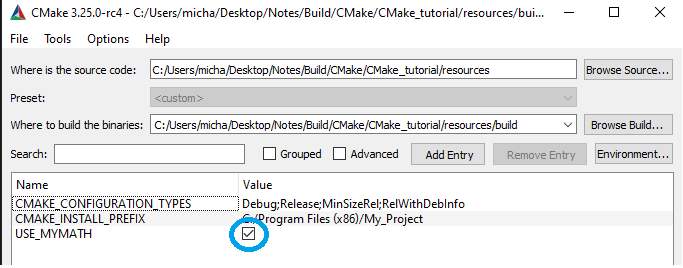 CMake 3.25.0-rc4 - C:/Users/micha/Desktop/Notes/Build/CMake/CMake_tutorial/resources/bui...
File Tools Options Help
Where is the source code: C:/Users/micha/Desktop/Notes/Build/CMake/CMake_tutorial/resources Browse Source...
Preset: <custom>
Where to build the binaries: C:/Users/micha/Desktop/Notes/Build/CMake/CMake_tutorial/resources/build Browse Build...
Search: Grouped Advanced Add Entry Remove Entry Environment...
Name Value
CMAKE_CONFIGURATION_TYPES Debug;Release;MinSizeRel;RelWithDebInfo
CMAKE_INSTALL_PREFIX C:/Program Files (x86)/My_Project
USE_MYMATH